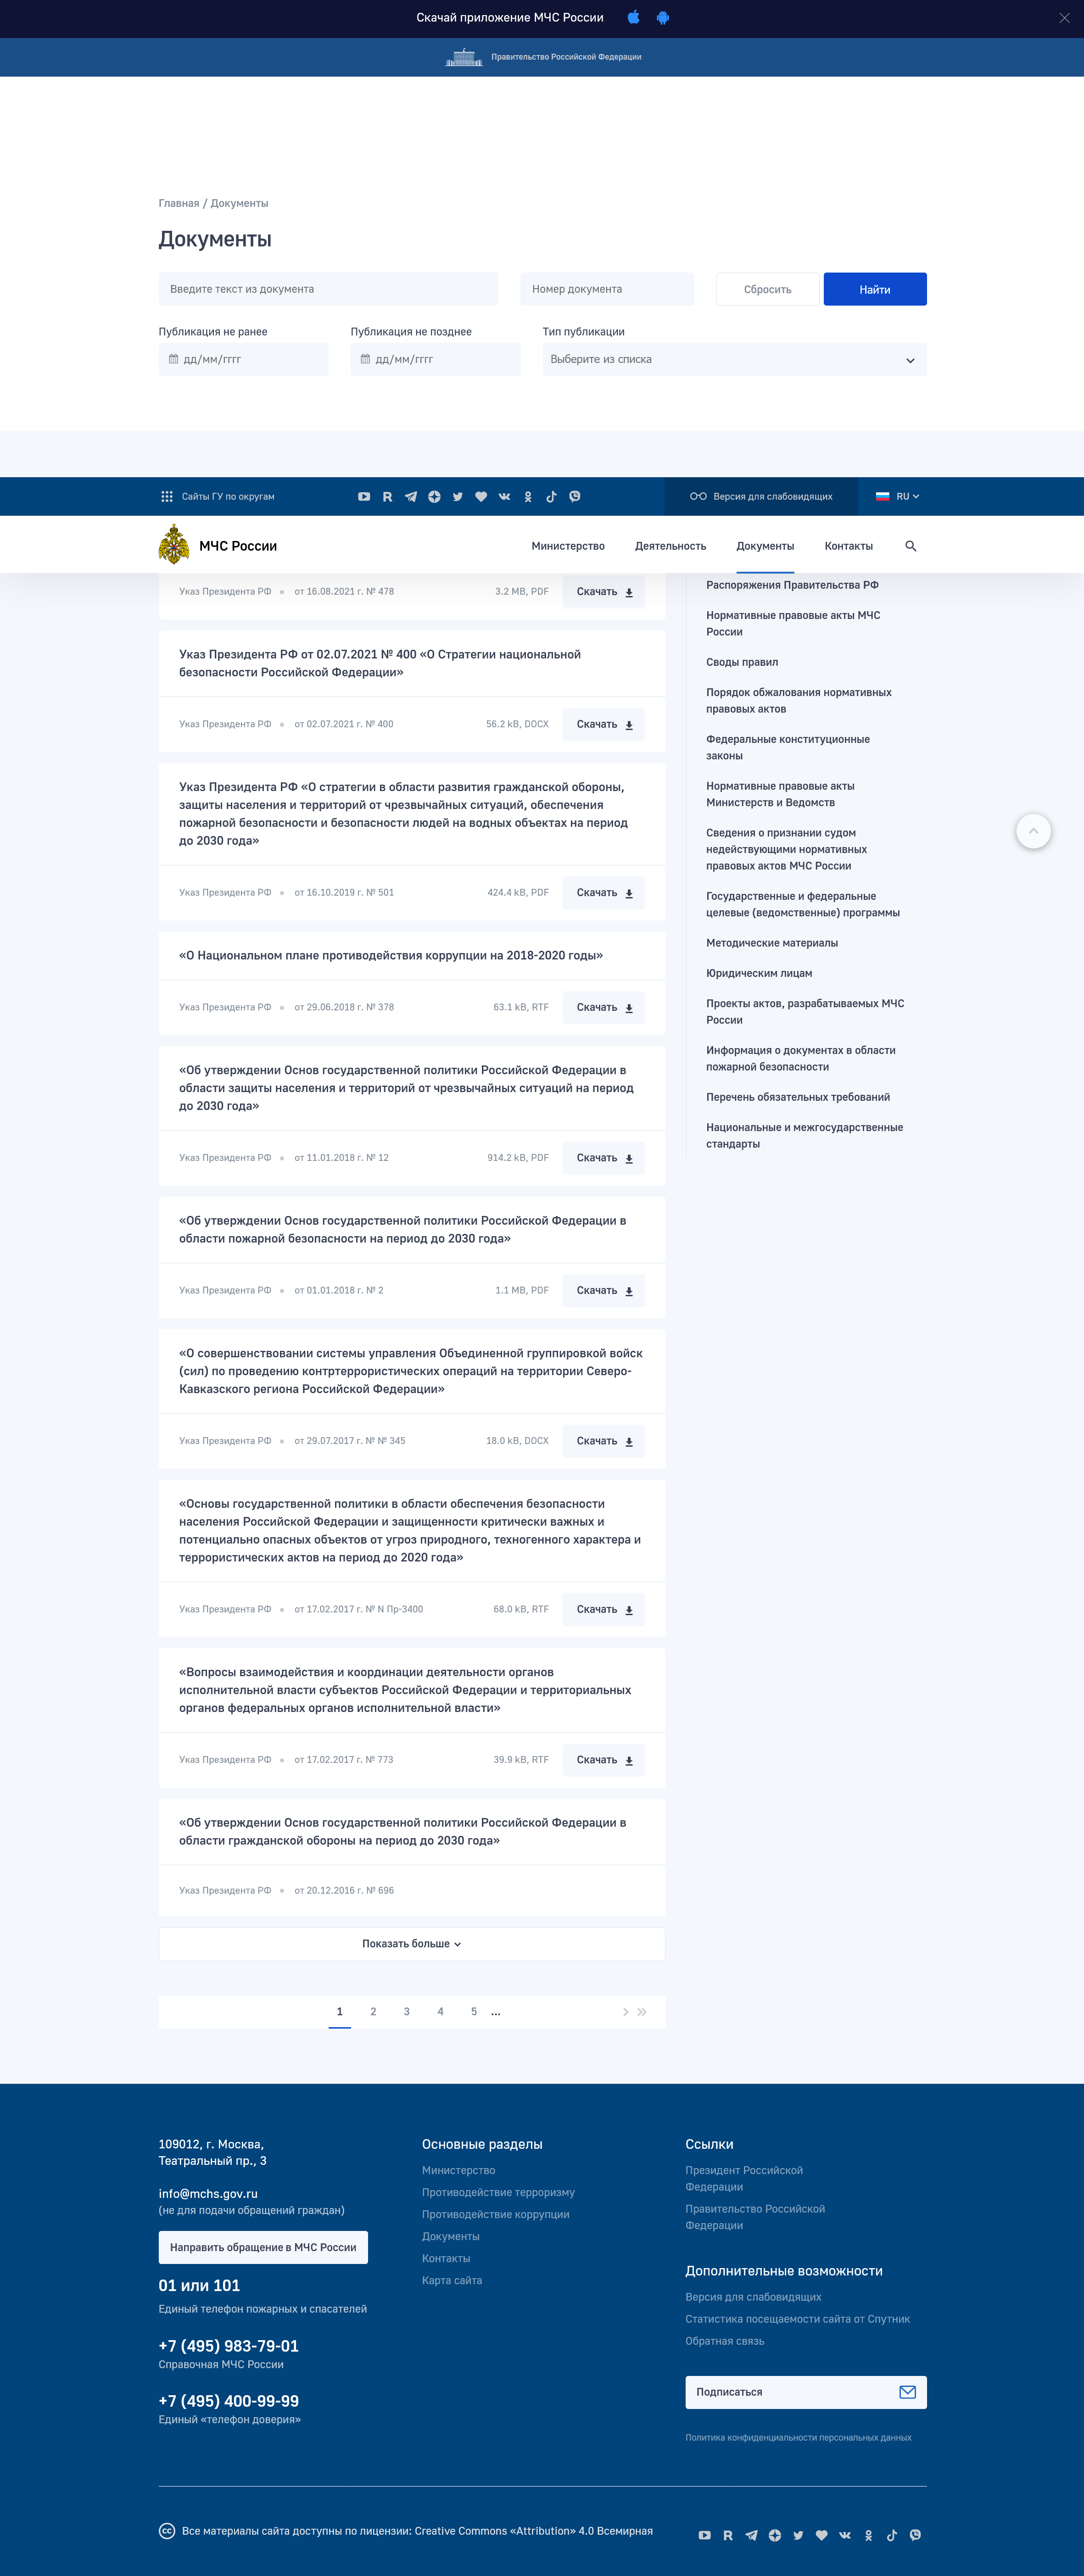 Скачай приложение МЧС России
Правительство Российской Федерации
Главная / Документы
Документы
Введите текст из документа
Номер документа
Сбросить
Найти
Публикация не ранее
Публикация не позднее
Тип публикации
дд/мм/гггг
дд/мм/гггг
Выберите из списка
Сайты ГУ по округам
Версия для слабовидящих
RU
МЧС России
Министерство
Деятельность
Документы
Контакты
Указ Президента РФ • от 16.08.2021 г. № 478
3.2 MB, PDF
Скачать
Указ Президента РФ от 02.07.2021 № 400 «О Стратегии национальной
безопасности Российской Федерации»
Указ Президента РФ • от 02.07.2021 г. № 400
56.2 kB, DOCX
Скачать
Указ Президента РФ «О стратегии в области развития гражданской обороны,
защиты населения и территорий от чрезвычайных ситуаций, обеспечения
пожарной безопасности и безопасности людей на водных объектах на период
до 2030 года»
Указ Президента РФ • от 16.10.2019 г. № 501
424.4 kB, PDF
Скачать
«О Национальном плане противодействия коррупции на 2018-2020 годы»
Указ Президента РФ • от 29.06.2018 г. № 378
63.1 kB, RTF
Скачать
«Об утверждении Основ государственной политики Российской Федерации в
области защиты населения и территорий от чрезвычайных ситуаций на период
до 2030 года»
Указ Президента РФ • от 11.01.2018 г. № 12
914.2 kB, PDF
Скачать
«Об утверждении Основ государственной политики Российской Федерации в
области пожарной безопасности на период до 2030 года»
Указ Президента РФ • от 01.01.2018 г. № 2
1.1 MB, PDF
Скачать
«О совершенствовании системы управления Объединенной группировкой войск
(сил) по проведению контртеррористических операций на территории Северо-
Кавказского региона Российской Федерации»
Указ Президента РФ • от 29.07.2017 г. № № 345
18.0 kB, DOCX
Скачать
«Основы государственной политики в области обеспечения безопасности
населения Российской Федерации и защищенности критически важных и
потенциально опасных объектов от угроз природного, техногенного характера и
террористических актов на период до 2020 года»
Указ Президента РФ • от 17.02.2017 г. № N Пр-3400
68.0 kB, RTF
Скачать
«Вопросы взаимодействия и координации деятельности органов
исполнительной власти субъектов Российской Федерации и территориальных
органов федеральных органов исполнительной власти»
Указ Президента РФ • от 17.02.2017 г. № 773
39.9 kB, RTF
Скачать
«Об утверждении Основ государственной политики Российской Федерации в
области гражданской обороны на период до 2030 года»
Указ Президента РФ • от 20.12.2016 г. № 696
Показать больше
1 2 3 4 5 ...
Распоряжения Правительства РФ
Нормативные правовые акты МЧС
России
Своды правил
Порядок обжалования нормативных
правовых актов
Федеральные конституционные
законы
Нормативные правовые акты
Министерств и Ведомств
Сведения о признании судом
недействующими нормативных
правовых актов МЧС России
Государственные и федеральные
целевые (ведомственные) программы
Методические материалы
Юридическим лицам
Проекты актов, разрабатываемых МЧС
России
Информация о документах в области
пожарной безопасности
Перечень обязательных требований
Национальные и межгосударственные
стандарты
109012, г. Москва,
Театральный пр., 3
info@mchs.gov.ru
(не для подачи обращений граждан)
Направить обращение в МЧС России
01 или 101
Единый телефон пожарных и спасателей
+7 (495) 983-79-01
Справочная МЧС России
+7 (495) 400-99-99
Единый «телефон доверия»
Основные разделы
Министерство
Противодействие терроризму
Противодействие коррупции
Документы
Контакты
Карта сайта
Ссылки
Президент Российской
Федерации
Правительство Российской
Федерации
Дополнительные возможности
Версия для слабовидящих
Статистика посещаемости сайта от Спутник
Обратная связь
Подписаться
Политика конфиденциальности персональных данных
Все материалы сайта доступны по лицензии: Creative Commons «Attribution» 4.0 Всемирная